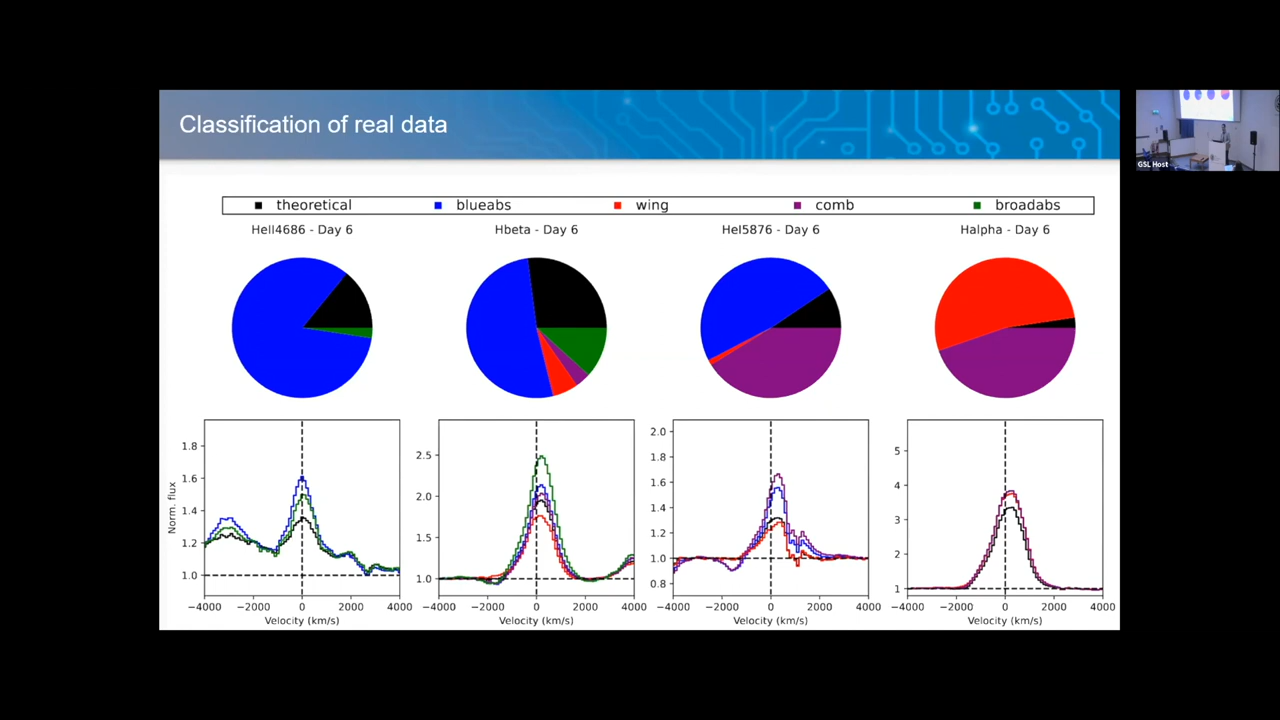 Classification of real data
GSL Host
theoretical blueabs wing comb broadabs
HeII4686 - Day 6 Hbeta - Day 6 HeI5876 - Day 6 Halpha - Day 6
Norm. flux
1.8
1.6
1.4
1.2
1.0
−4000 −2000 0 2000 4000
Velocity (km/s)
2.5
2.0
1.5
1.0
−4000 −2000 0 2000 4000
Velocity (km/s)
2.0
1.8
1.6
1.4
1.2
1.0
0.8
−4000 −2000 0 2000 4000
Velocity (km/s)
5
4
3
2
1
−4000 −2000 0 2000 4000
Velocity (km/s)